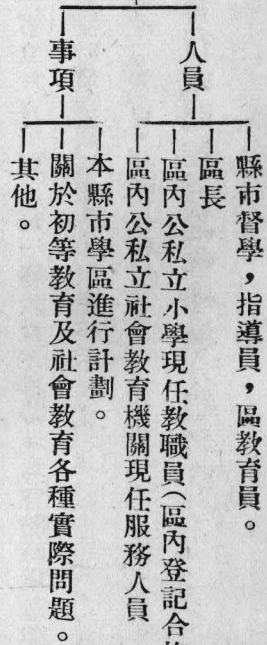 人員
縣市督學，指導員，區教育員。
區長
區內公私立小學現任教職員（區內登記合
區內公私立社會教育機關現任服務人員
事項
本縣市學區進行計劃。
關於初等教育及社會教育各種實際問題。
其他。